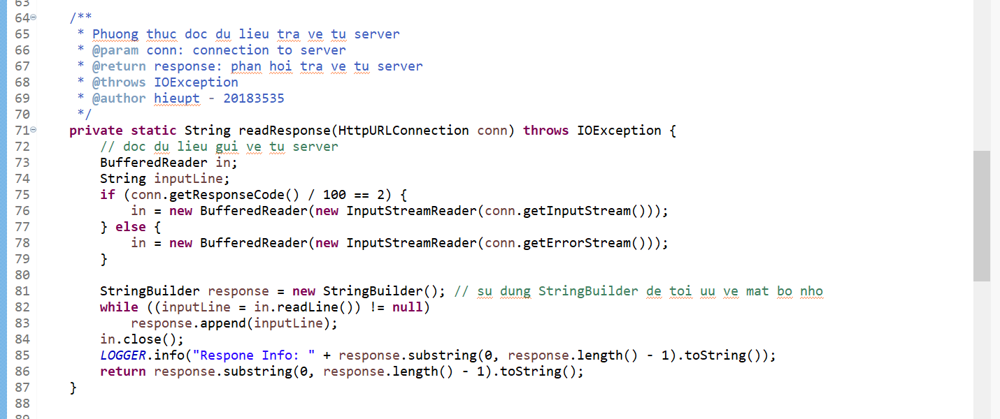 63
64 /**
65 * Phuong thuc doc du lieu tra ve tu server
66 * @param conn: connection to server
67 * @return response: phan hoi tra ve tu server
68 * @throws IOException
69 * @author hieupt - 20183535
70 */
71 private static String readResponse(HttpURLConnection conn) throws IOException {
72 // doc du lieu gui ve tu server
73 BufferedReader in;
74 String inputLine;
75 if (conn.getResponseCode() / 100 == 2) {
76 in = new BufferedReader(new InputStreamReader(conn.getInputStream()));
77 } else {
78 in = new BufferedReader(new InputStreamReader(conn.getErrorStream()));
79 }
80
81 StringBuilder response = new StringBuilder(); // su dung StringBuilder de toi uu ve mat bo nho
82 while ((inputLine = in.readLine()) != null)
83 response.append(inputLine);
84 in.close();
85 LOGGER.info("Respone Info: " + response.substring(0, response.length() - 1).toString());
86 return response.substring(0, response.length() - 1).toString();
87 }
88
89